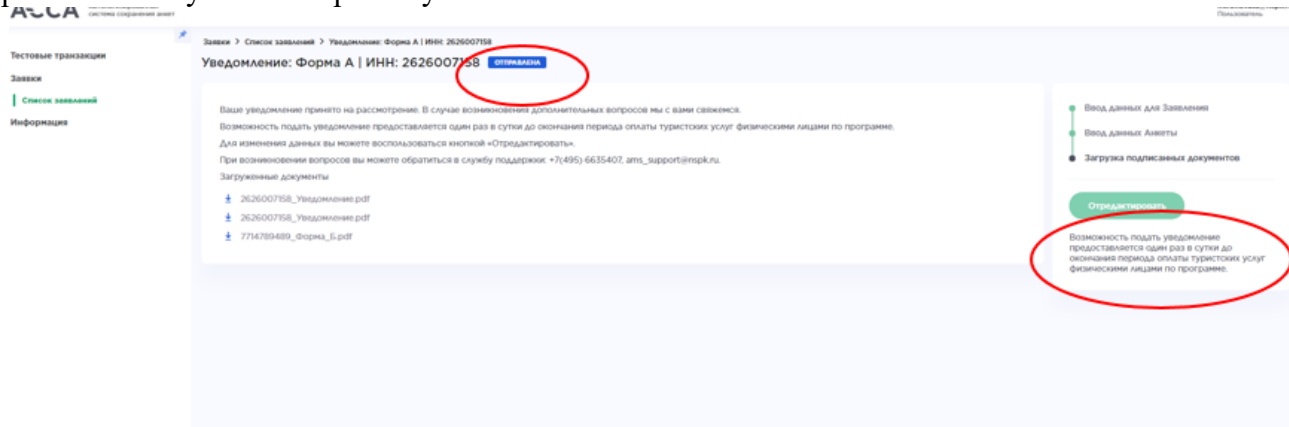 АССА
система сохранения анкет
Пользователь
Тестовые транзакции
Заявки
Список заявлений
Информация
Заявки > Список заявлений > Уведомление: Форма А | ИНН: 2626007158
Уведомление: Форма А | ИНН: 2626007158 ОТПРАВЛЕНА
Ваше уведомление принято на рассмотрение. В случае возникновения дополнительных вопросов мы с вами свяжемся.
Возможность подать уведомление предоставляется один раз в сутки до окончания периода оплаты туристских услуг физическими лицами по программе.
Для изменения данных вы можете воспользоваться кнопкой «Отредактировать».
При возникновении вопросов вы можете обратиться в службу поддержки: +7(495) 6635407, ams_support@nspk.ru.
Загруженные документы
2626007158_Уведомление.pdf
2626007158_Уведомление.pdf
7714789489_Форма_Б.pdf
Ввод данных для Заявления
Ввод данных Анкеты
Загрузка подписанных документов
Отредактировать
Возможность подать уведомление
предоставляется один раз в сутки до
окончания периода оплаты туристских услуг
физическими лицами по программе.